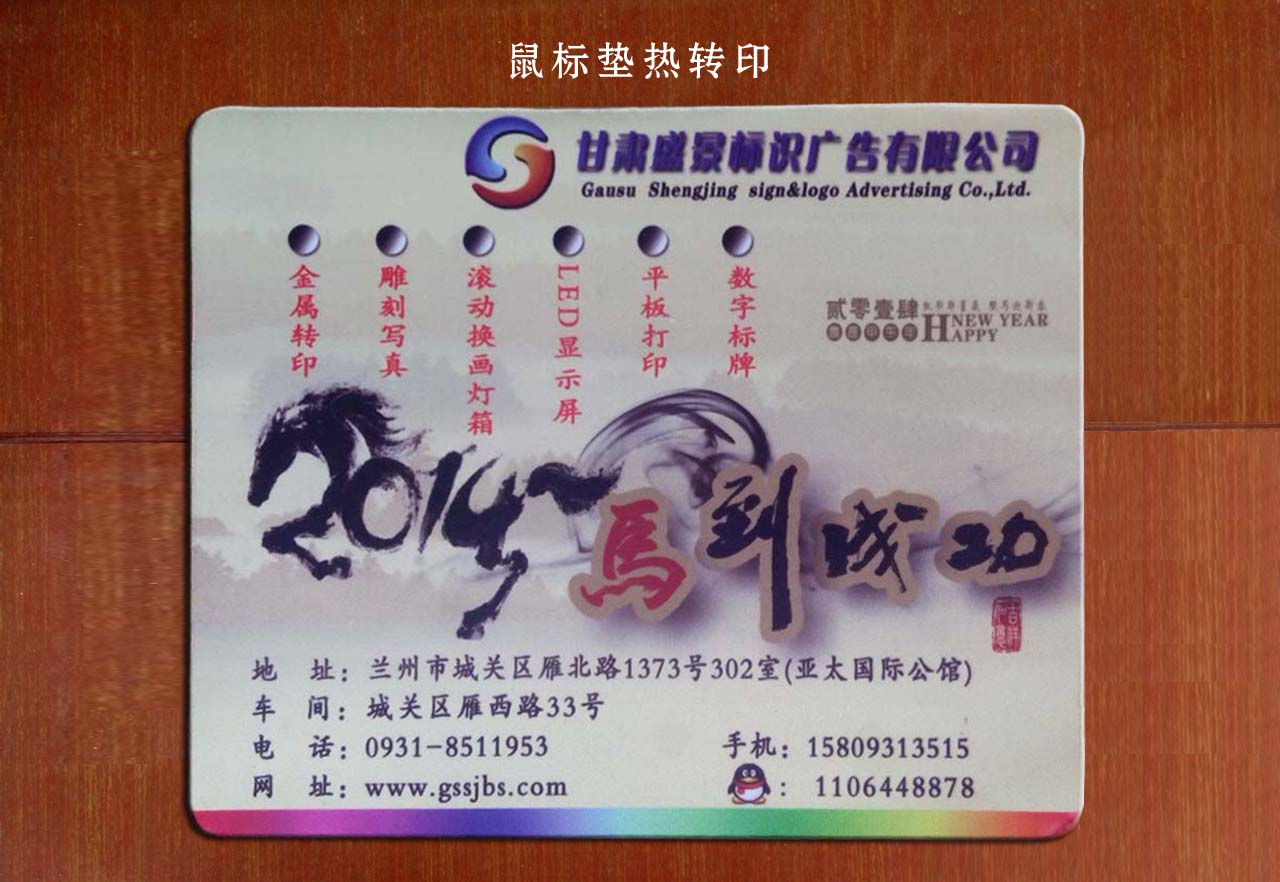 鼠标垫热转印
甘肃盛景标识广告有限公司
Gausu Shengjing sign&logo Advertising Co.,Ltd.
金属转印
雕刻写真
滚动换画灯箱
LED显示屏
平板打印
数字标牌
贰零壹肆
HNEW YEAR
HAPPY
2014
馬到成功
吉祥如意
地 址：兰州市城关区雁北路1373号302室(亚太国际公馆)
车 间：城关区雁西路33号
电 话：0931-8511953
手机：15809313515
网 址：www.gssjbs.com
：1106448878